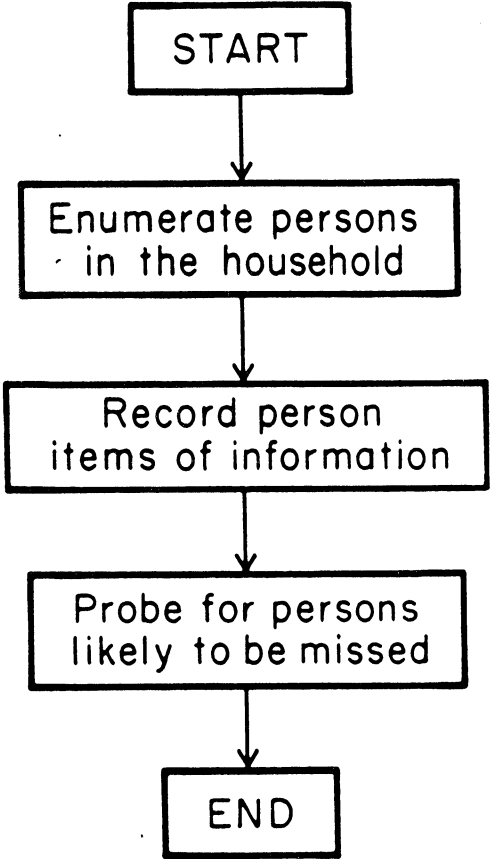 START
Enumerate persons
in the household
Record person
items of information
Probe for persons
likely to be missed
END